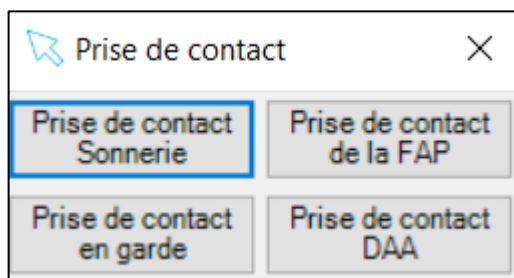 Prise de contact
Prise de contact
Sonnerie
Prise de contact
de la FAP
Prise de contact
en garde
Prise de contact
DAA